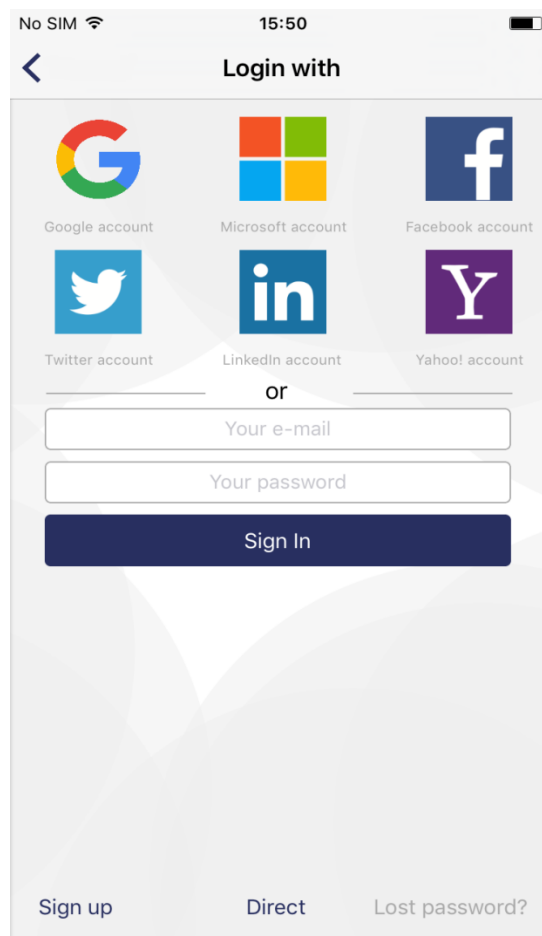 No SIM 15:50
Login with
Google account Microsoft account Facebook account
in Y
Twitter account LinkedIn account Yahoo! account
or
Your e-mail
Your password
Sign In
Sign up Direct Lost password?